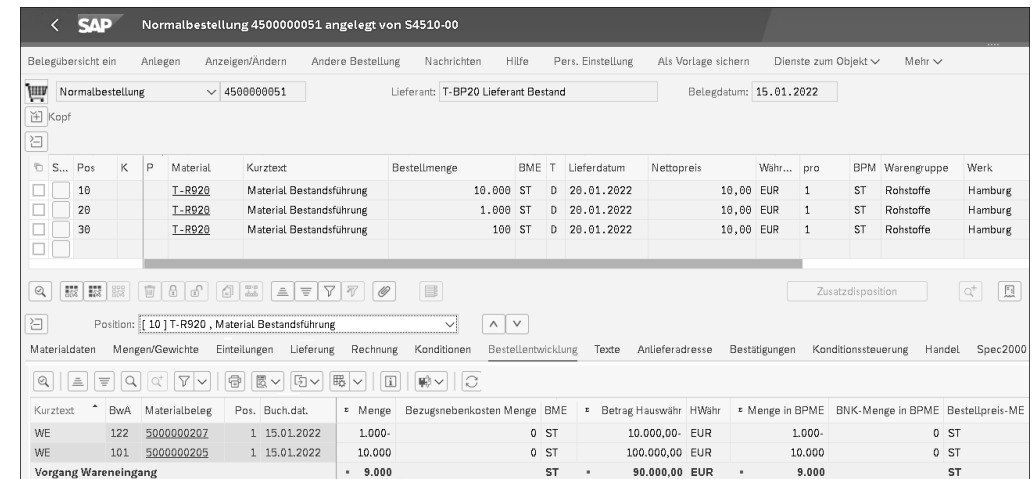 SAP Normalbestellung 4500000051 angelegt von S4510-00
Belegübersicht ein Anlegen Anzeigen/Ändern Andere Bestellung Nachrichten Hilfe Pers. Einstellung Als Vorlage sichern Dienste zum Objekt Mehr
Normalbestellung 4500000051 Lieferant: T-BP20 Lieferant Bestand Belegdatum: 15.01.2022
Kopf
S... Pos K P Material Kurztext Bestellmenge BME T Lieferdatum Nettopreis Währ... pro BPM Warengruppe Werk
10 T-R920 Material Bestandsführung 10.000 ST D 20.01.2022 10,00 EUR 1 ST Rohstoffe Hamburg
20 T-R920 Material Bestandsführung 1.000 ST D 20.01.2022 10,00 EUR 1 ST Rohstoffe Hamburg
30 T-R920 Material Bestandsführung 100 ST D 20.01.2022 10,00 EUR 1 ST Rohstoffe Hamburg
Zusatzdisposition
Position: [ 10 ] T-R920 , Material Bestandsführung
Materialdaten Mengen/Gewichte Einteilungen Lieferung Rechnung Konditionen Bestellentwicklung Texte Anlieferadresse Bestätigungen Konditionssteuerung Handel Spec2000
Kurztext BwA Materialbeleg Pos. Buch.dat. Menge Bezugsnebenkosten Menge BME Betrag Hauswähr HWähr Menge in BPME BNK-Menge in BPME Bestellpreis-ME
WE 122 5000000207 1 15.01.2022 1.000- 0 ST 10.000,00- EUR 1.000- 0 ST
WE 101 5000000205 1 15.01.2022 10.000 0 ST 100.000,00 EUR 10.000 0 ST
Vorgang Wareneingang ▪ 9.000 ST ▪ 90.000,00 EUR ▪ 9.000 ST